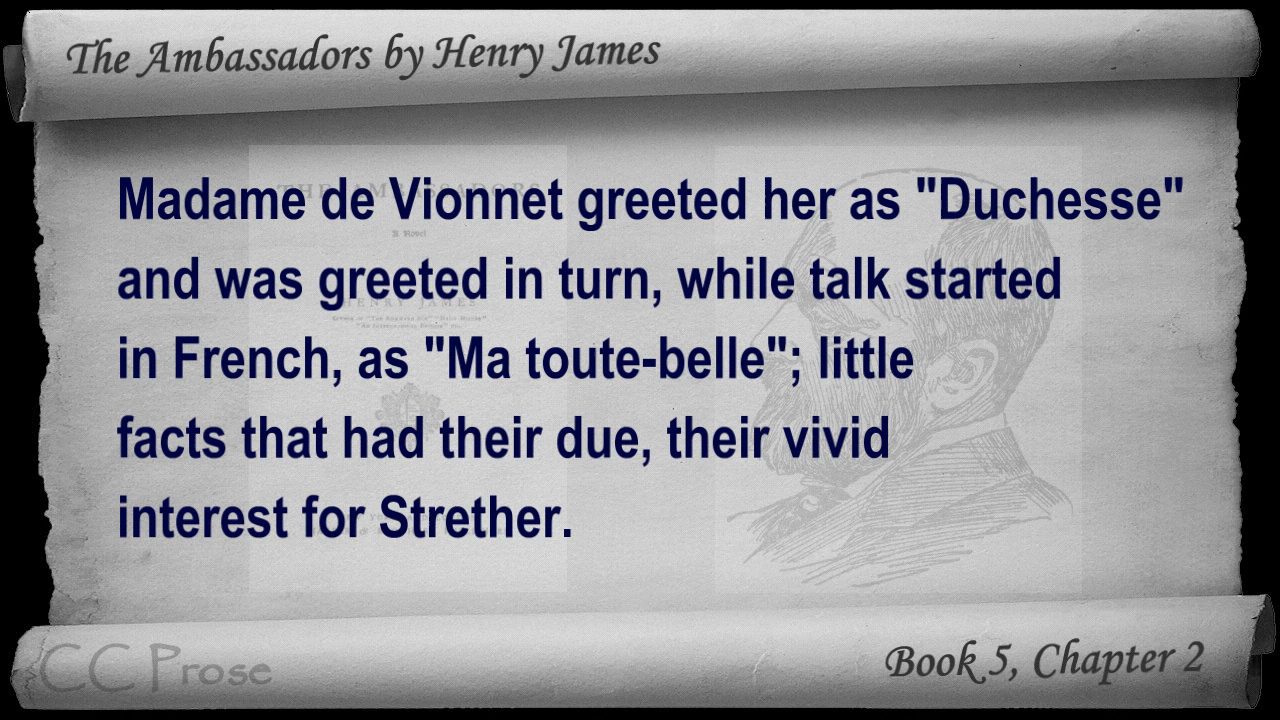 The Ambassadors by Henry James
Madame de Vionnet greeted her as "Duchesse"
and was greeted in turn, while talk started
in French, as "Ma toute-belle"; little
facts that had their due, their vivid
interest for Strether.
CC Prose
Book 5, Chapter 2